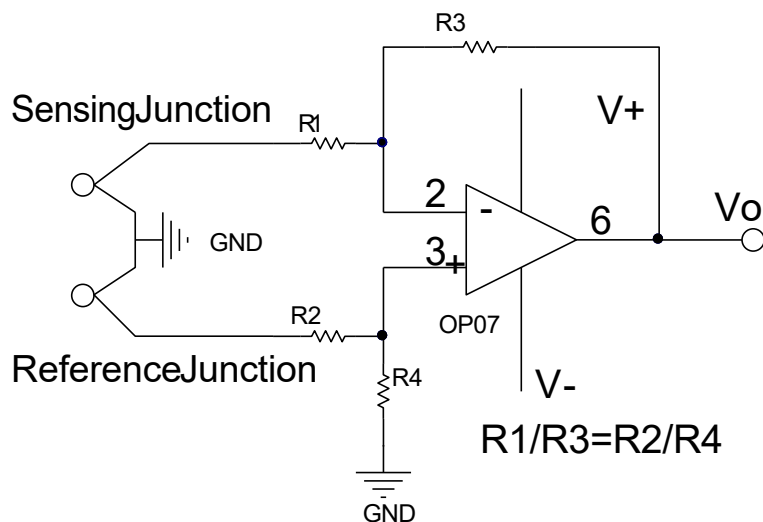 R3
V+
SensingJunction
R1
2
-
6
Vo
GND
3
+
R2
OP07
ReferenceJunction
R4
V-
R1/R3=R2/R4
GND